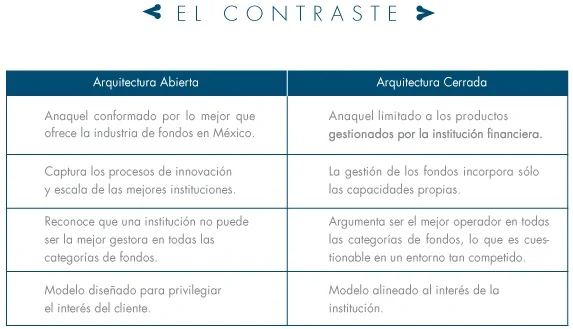 EL CONTRASTE
Arquitectura Abierta
Arquitectura Cerrada
Anaquel conformado por lo mejor que
ofrece la industria de fondos en México.
Anaquel limitado a los productos
gestionados por la institución financiera.
Captura los procesos de innovación
y escala de las mejores instituciones.
La gestión de los fondos incorpora sólo
las capacidades propias.
Reconoce que una institución no puede
ser la mejor gestora en todas las
categorías de fondos.
Argumenta ser el mejor operador en todas
las categorías de fondos, lo que es cues-
tionable en un entorno tan competido.
Modelo diseñado para privilegiar
el interés del cliente.
Modelo alineado al interés de la
institución.